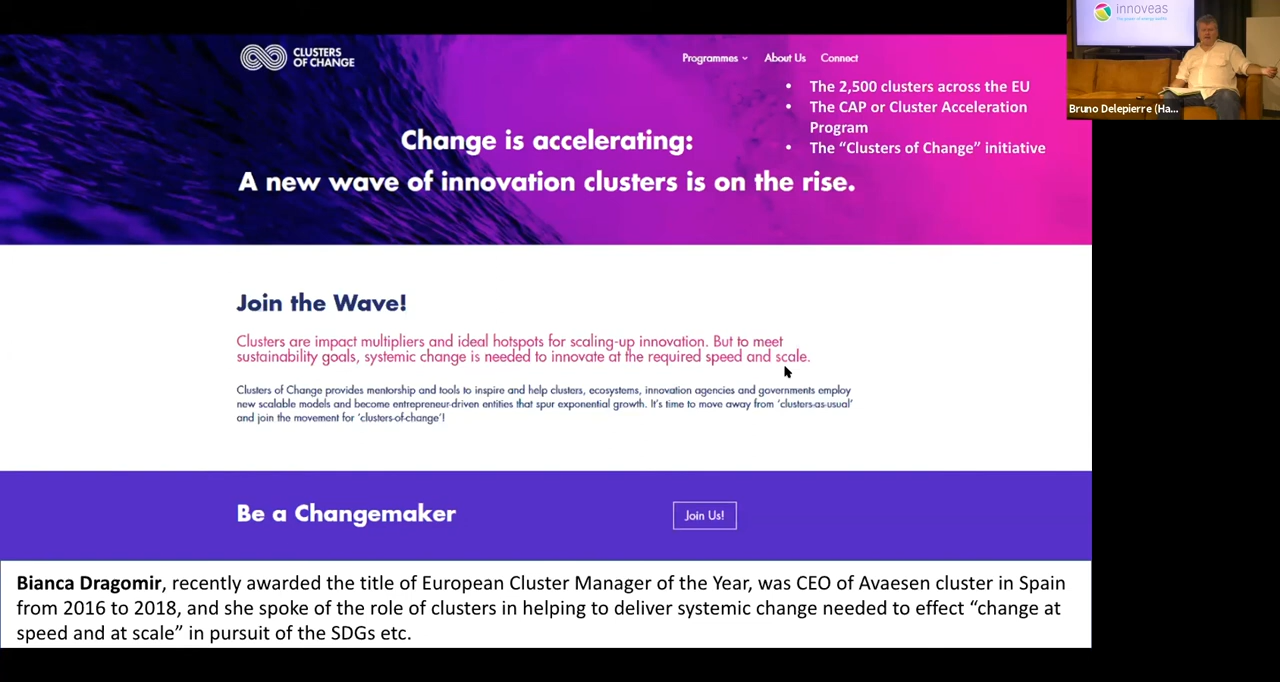 innoveas
CLUSTERS
OF CHANGE
Programmes
About Us
Connect
• The 2,500 clusters across the EU
• The CAP or Cluster Acceleration
Program
• The “Clusters of Change” initiative
Bruno Delepierre (Ha...
Change is accelerating:
A new wave of innovation clusters is on the rise.
Join the Wave!
Clusters are impact multipliers and ideal hotspots for scaling-up innovation. But to meet
sustainability goals, systemic change is needed to innovate at the required speed and scale.
Clusters of Change provides mentorship and tools to inspire and help clusters, ecosystems, innovation agencies and governments employ
new scalable models and become entrepreneur-driven entities that spur exponential growth. It's time to move away from ‘clusters-as-usual’
and join the movement for ‘clusters-of-change’!
Be a Changemaker
Join Us!
Bianca Dragomir, recently awarded the title of European Cluster Manager of the Year, was CEO of Avaesen cluster in Spain
from 2016 to 2018, and she spoke of the role of clusters in helping to deliver systemic change needed to effect “change at
speed and at scale” in pursuit of the SDGs etc.